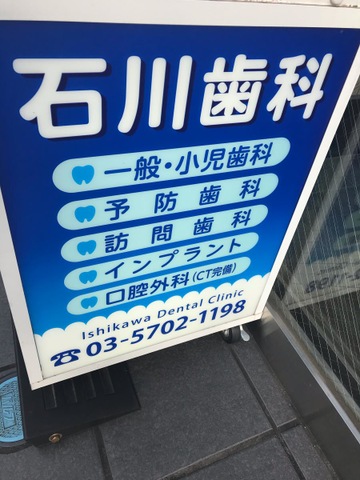 石川歯科
一般・小児歯科
予防歯科
訪問歯科
インプラント
口腔外科(CT完備)
Ishikawa Dental Clinic
☎03-5702-1198